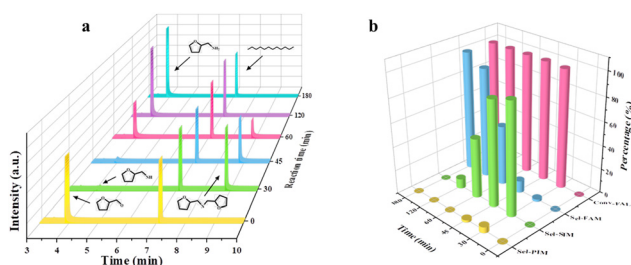 a
Intensity (a.u.)
3
4
5
6
7
8
9
10
Time (min)
0
30
45
60
120
180
Reaction time (min)
b
100
80
60
40
20
0
Percentage (%)
180
120
60
45
30
0
Time (min)
Sel-PIM
Sel-SIM
Sel-FAM
Conv-FAL